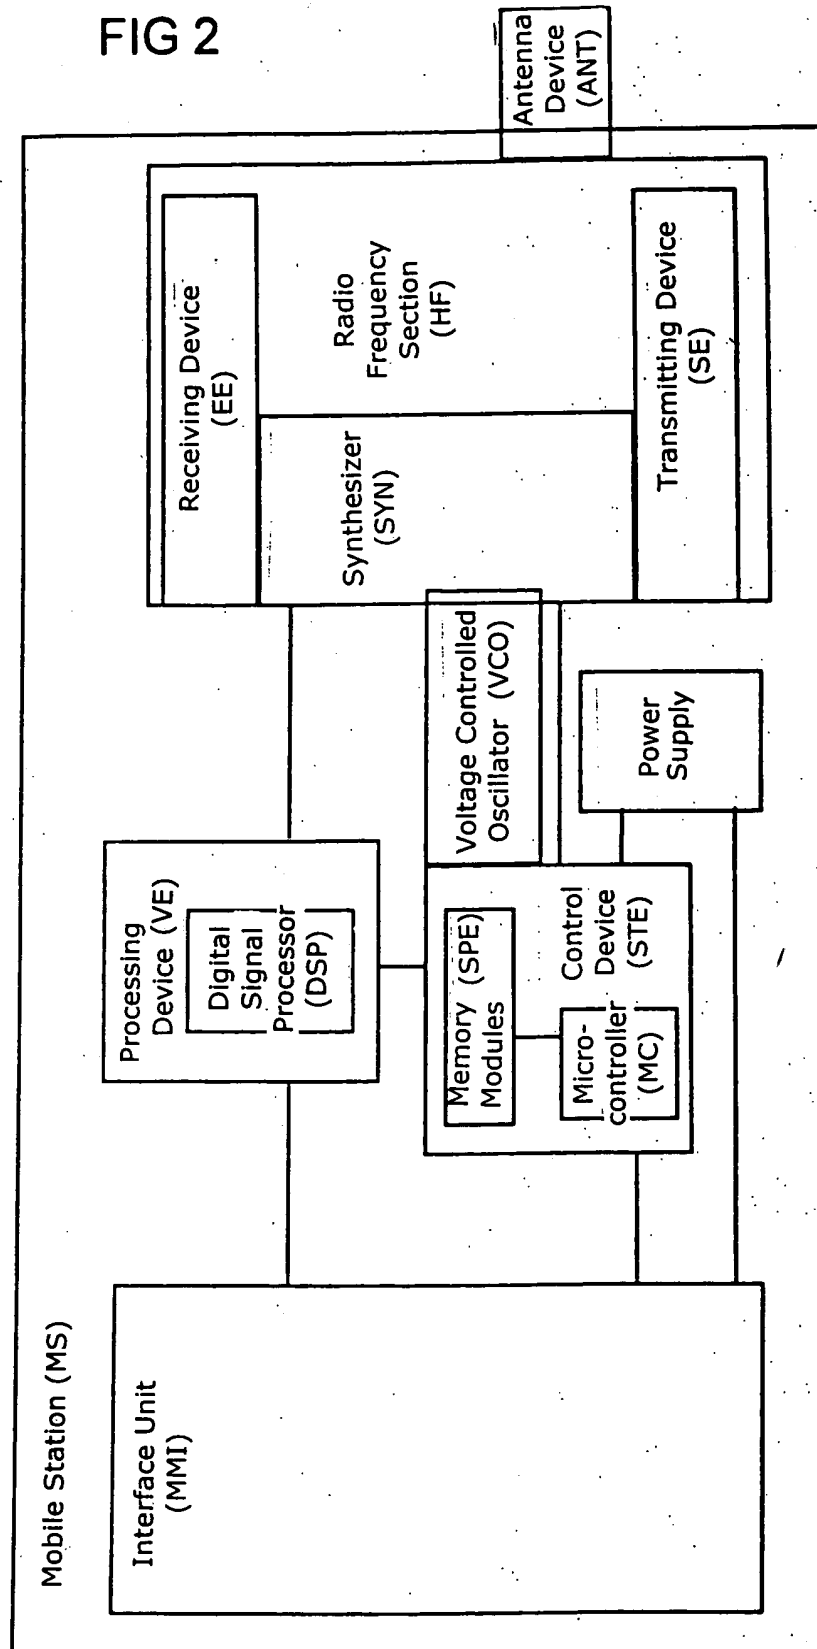 FIG 2
Mobile Station (MS)
Interface Unit
(MMI)
Processing
Device (VE)
Digital
Signal
Processor
(DSP)
Memory (SPE)
Modules
Micro-
controller
(MC)
Control
Device
(STE)
Voltage Controlled
Oscillator (VCO)
Power
Supply
Receiving Device
(EE)
Synthesizer
(SYN)
Radio
Frequency
Section
(HF)
Transmitting Device
(SE)
Antenna
Device
(ANT)